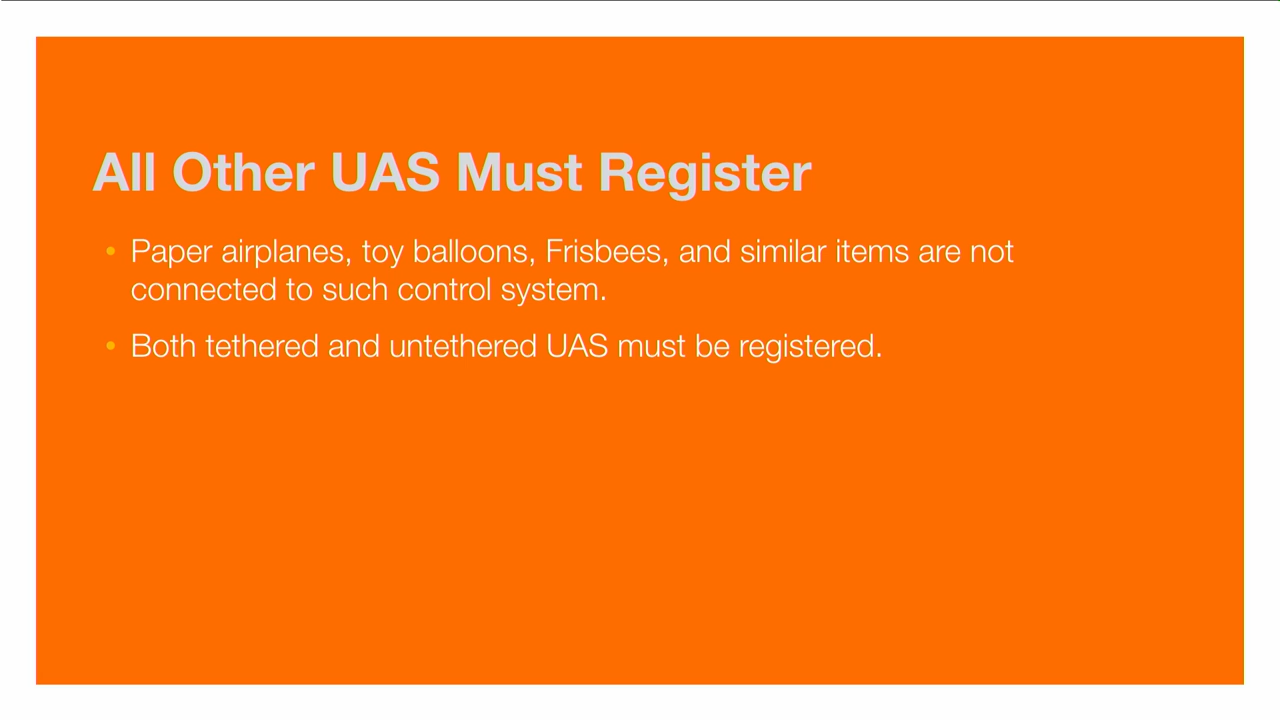 All Other UAS Must Register
• Paper airplanes, toy balloons, Frisbees, and similar items are not
connected to such control system.
• Both tethered and untethered UAS must be registered.